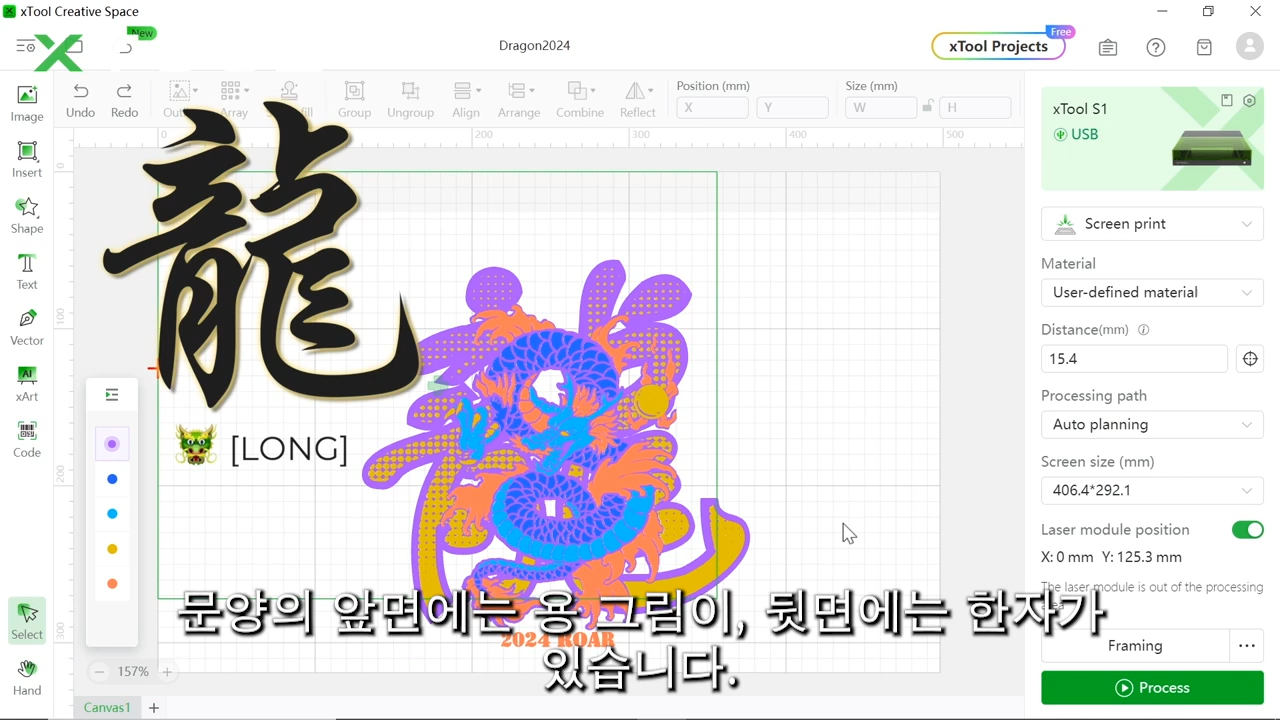 xTool Creative Space
New
Dragon2024
Free
xTool Projects
Undo
Redo
Array
Group
Ungroup
Align
Arrange
Combine
Reflect
Position (mm)
X
Y
Size (mm)
W
H
0
200
300
400
500
0
100
200
300
Image
Insert
Shape
Text
Vector
xArt
Code
Select
Hand
龍
[LONG]
2024 ROAR
문양의 앞면에는 용 그림이, 뒷면에는 한자가
있습니다.
157%
Canvas1
xTool S1
USB
Screen print
Material
User-defined material
Distance(mm)
15.4
Processing path
Auto planning
Screen size (mm)
406.4*292.1
Laser module position
X: 0 mm Y: 125.3 mm
The laser module is out of the processing
Framing
Process